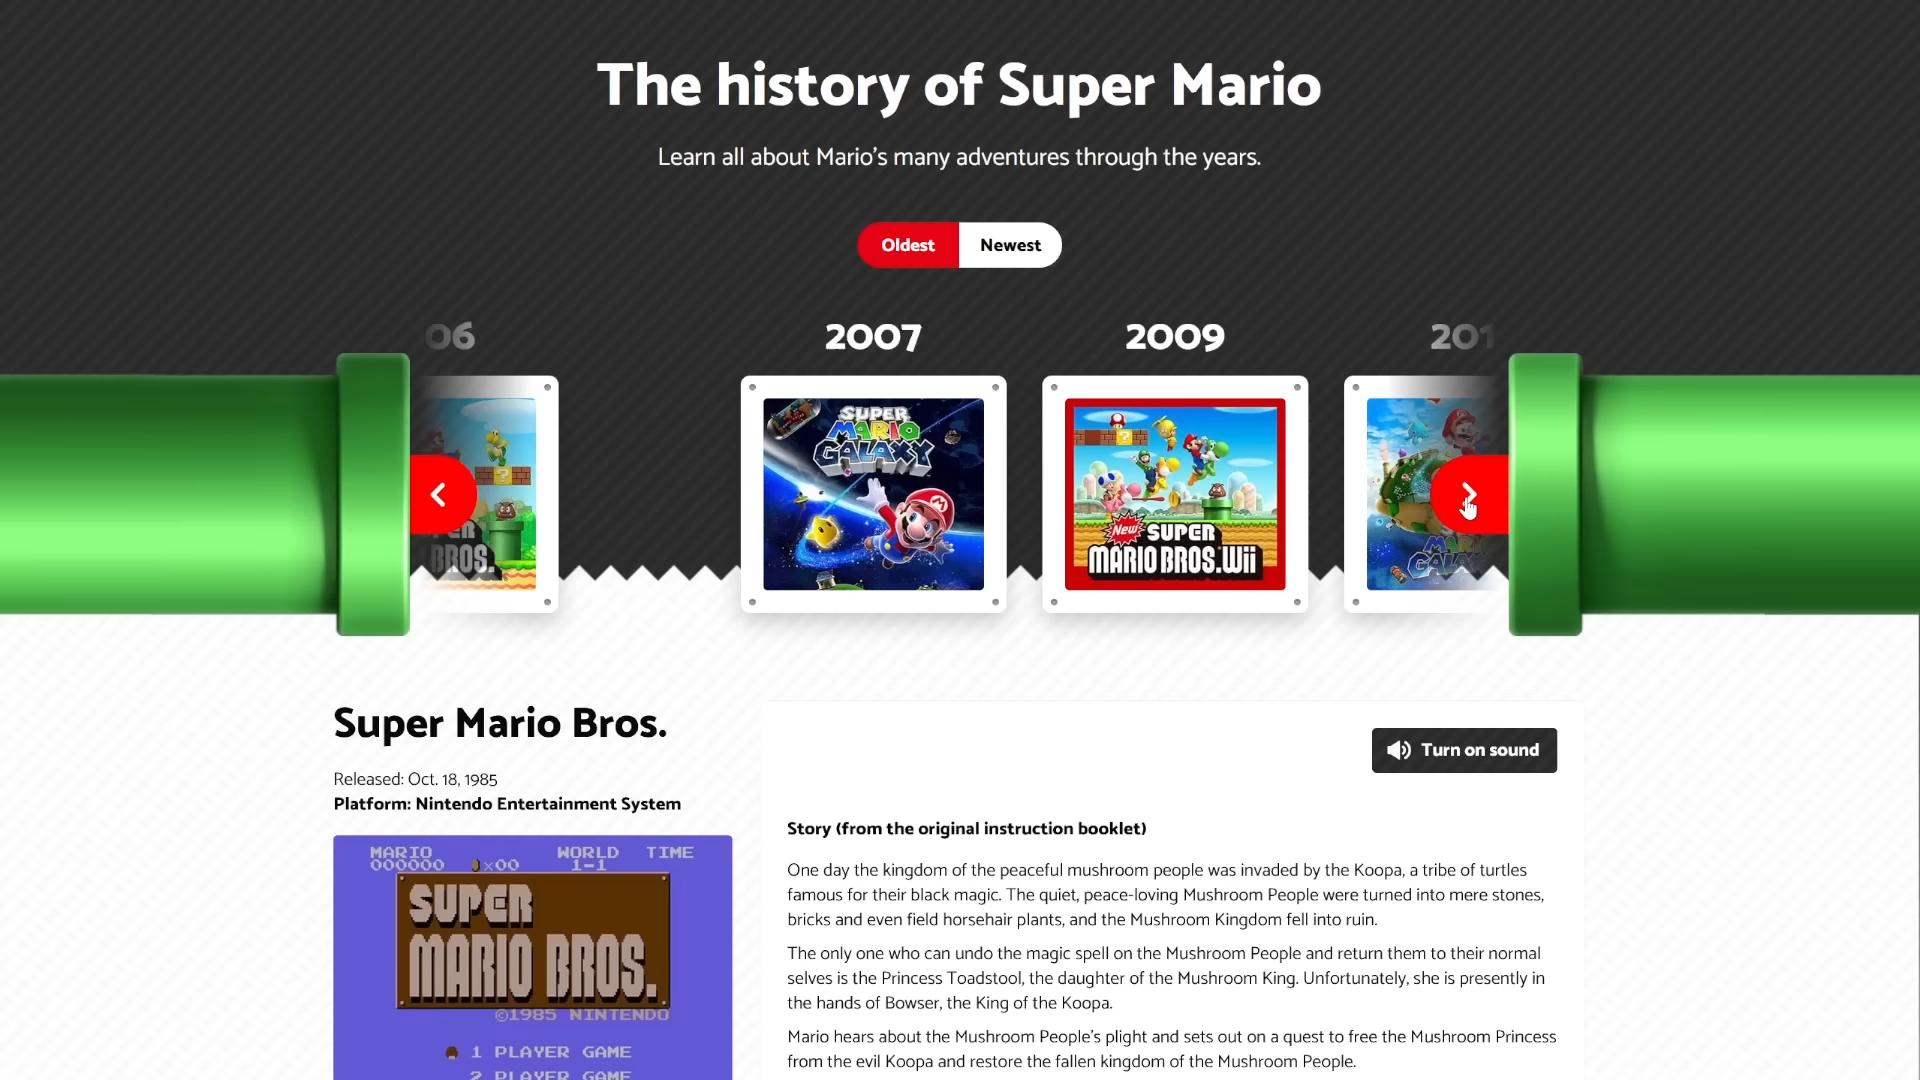 The history of Super Mario
Learn all about Mario's many adventures through the years.
Oldest Newest
06 2007 2009 201
SUPER
MARIO
GALAXY
New SUPER
MARIO BROS. Wii
BROS.
MARIO
GALAXY
Super Mario Bros.
Released: Oct. 18, 1985
Platform: Nintendo Entertainment System
MARIO WORLD TIME
000000 x00 1-1
SUPER
MARIO BROS.
©1985 NINTENDO
1 PLAYER GAME
2 PLAYER GAME
Turn on sound
Story (from the original instruction booklet)
One day the kingdom of the peaceful mushroom people was invaded by the Koopa, a tribe of turtles
famous for their black magic. The quiet, peace-loving Mushroom People were turned into mere stones,
bricks and even field horsehair plants, and the Mushroom Kingdom fell into ruin.
The only one who can undo the magic spell on the Mushroom People and return them to their normal
selves is the Princess Toadstool, the daughter of the Mushroom King. Unfortunately, she is presently in
the hands of Bowser, the King of the Koopa.
Mario hears about the Mushroom People's plight and sets out on a quest to free the Mushroom Princess
from the evil Koopa and restore the fallen kingdom of the Mushroom People.